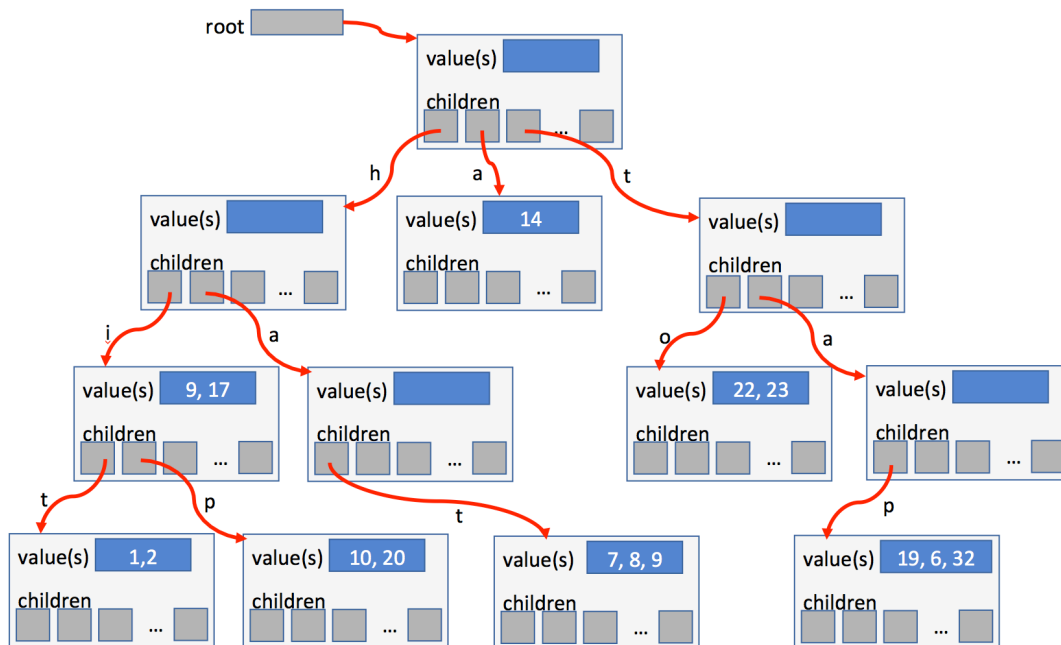 root
value(s)
children
...
h
a
t
value(s)
children
...
value(s) 14
children
...
value(s)
children
...
i
a
o
a
value(s) 9, 17
children
...
value(s)
children
...
value(s) 22, 23
children
...
value(s)
children
...
t
p
t
p
value(s) 1,2
children
...
value(s) 10, 20
children
...
value(s) 7, 8, 9
children
...
value(s) 19, 6, 32
children
...